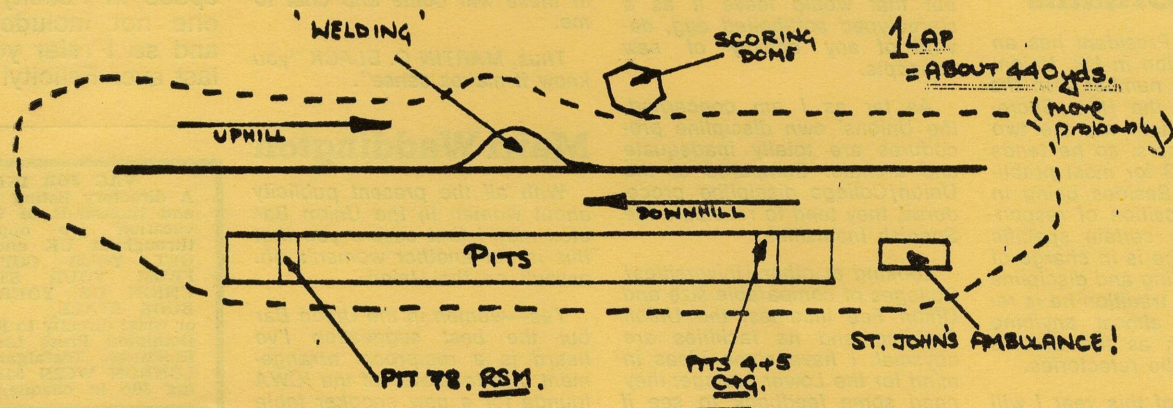 'WELDING'
SCORING
DOME
1 LAP
= ABOUT 440 yds.
(more
probably)
UPHILL
DOWNHILL
PITS
ST. JOHN'S AMBULANCE!
PIT 78. RSM.
PITS 4+5
C+G.